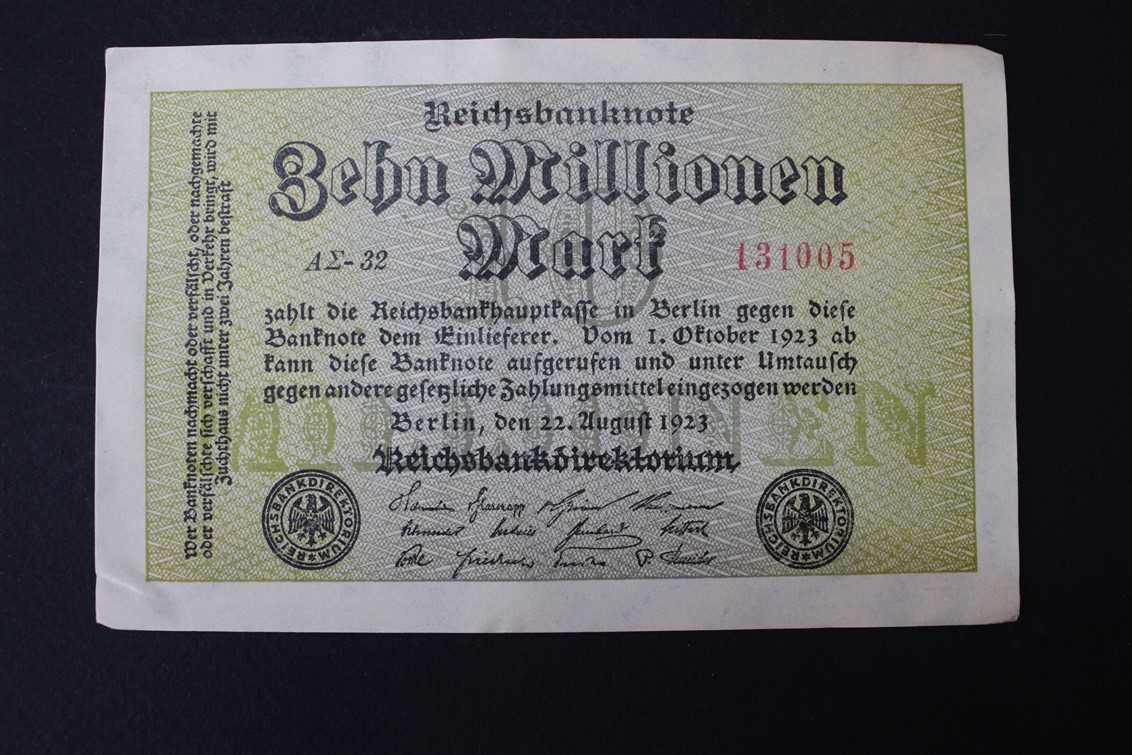 Reichsbanknote
Zehn Millionen
Mark
ΑΣ-32
131005
zahlt die Reichsbankhauptkasse in Berlin gegen diese
Banknote dem Einlieferer. Vom 1. Oktober 1923 ab
kann diese Banknote aufgerufen und unter Umtausch
gegen andere gesetzliche Zahlungsmittel eingezogen werden
Berlin, den 22. August 1923
Reichsbankdirektorium
REICHSBANKDIREKTORIUM
REICHSBANKDIREKTORIUM
Wer Banknoten nachmacht oder verfälscht, oder nachgemachte
oder verfälschte sich verschafft und in Verkehr bringt, wird mit
Zuchthaus nicht unter zwei Jahren bestraft